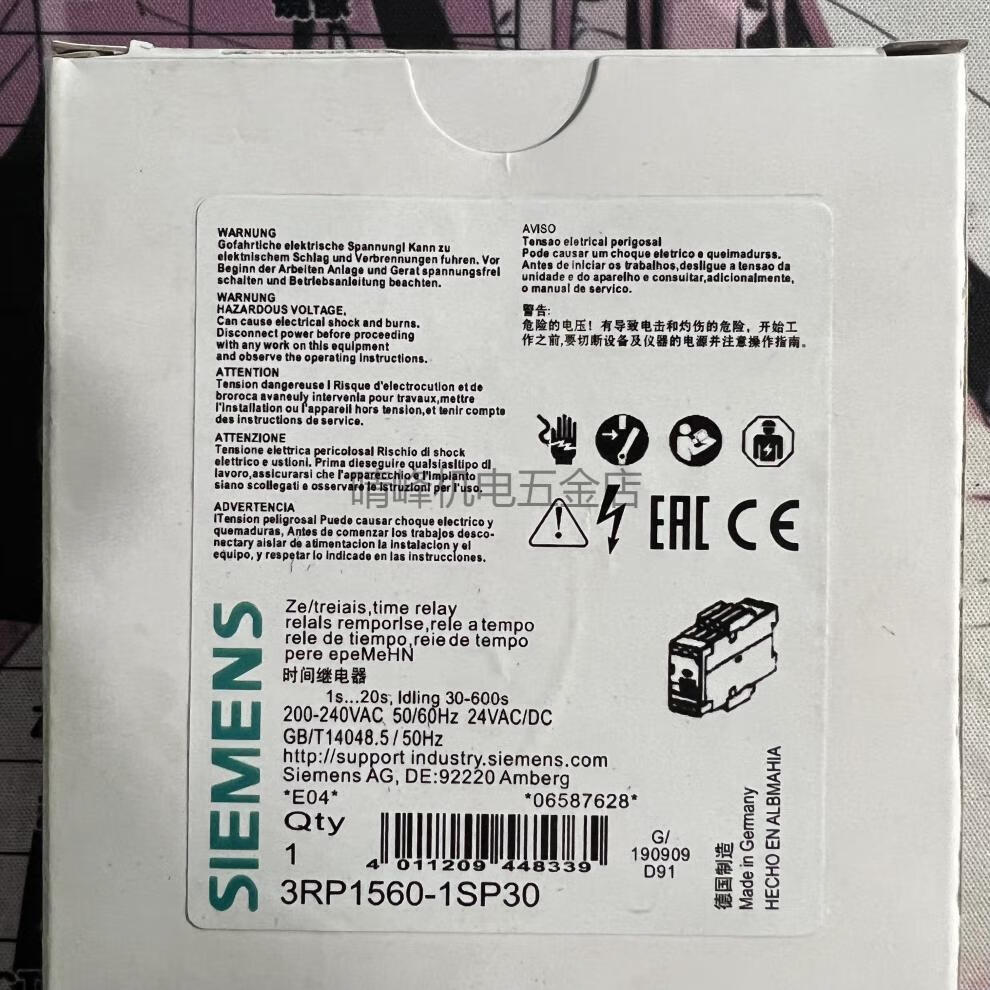 WARNUNG
Gofahrtiche elektrische Spannungl Kann zu
elektrischem Schlag und Verbrennungen fuhren. Vor
Beginn der Arbeiten Anlage und Gerat spannungsfrel
schalten und Betriebsanleitung beachten.
WARNUNG
HAZARDOUS VOLTAGE,
Can cause electrical shock and burns.
Disconnect power before proceeding
with any work on this equipment
and observe the operating Instructions.
ATTENTION
Tension dangereuse I Risque d'electrocution et de
broroca avaneuly intervenia pour travaux,mettre
l'Installation ou l'appareil hors tension,et tenir compte
des instructions de service.
ATTENZIONE
Tensione elettrica pericolosal Rischio di shock
elettrico e ustioni. Prima dieseguire qualsiasltipo dl
lavoro,assicurarsi che l'apparecchio o l'impianto
siano scollegati e osservare le istruzioni per l'uso.
ADVERTENCIA
lTension peligrosal Puede causar choque electrico y
quemaduras, Antes de comenzar los trabajos desco-
nectary aislar de alimentacion la instalacion y el
equipo, y respetar lo indicado en las instrucciones.
AVISO
Tensao eletrical perigosal
Pode causar um choque eletrico e queimadurss.
Antes de iniciar os trabalhos,desligue a tensao da
unidade e do aparelho e consultar,adicionalmente,
o manual de servico.
警告:
危险的电压！有导致电击和灼伤的危险，开始工
作之前,要切断设备及仪器的电源并注意操作指南。
晴峰机电五金店
EAC CE
SIEMENS
Ze/treiais,time relay
relals remporlse,rele a tempo
rele de tiempo,reie de tempo
pere epeMeHN
时间继电器
1s...20s, Idling 30-600s
200-240VAC 50/60Hz 24VAC/DC
GB/T14048.5 / 50Hz
http://support industry.siemens.com
Siemens AG, DE:92220 Amberg
*E04* *06587628*
Qty
1
4 011209 448339
3RP1560-1SP30
G/
190909
D91
德国制造
Made in Germany
HECHO EN ALBMAHIA